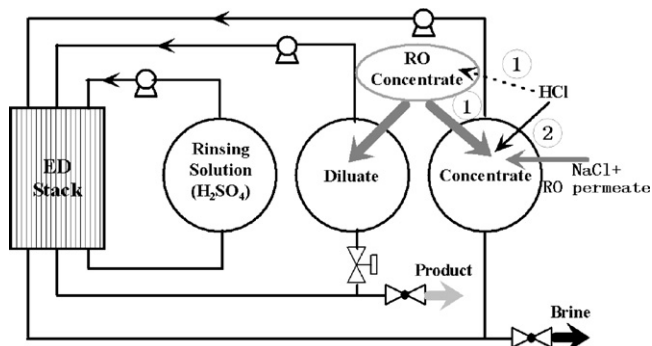 RO
Concentrate
1
HCl
1
2
ED
Stack
Rinsing
Solution
(H₂SO₄)
Diluate
Concentrate
NaCl+
RO permeate
Product
Brine